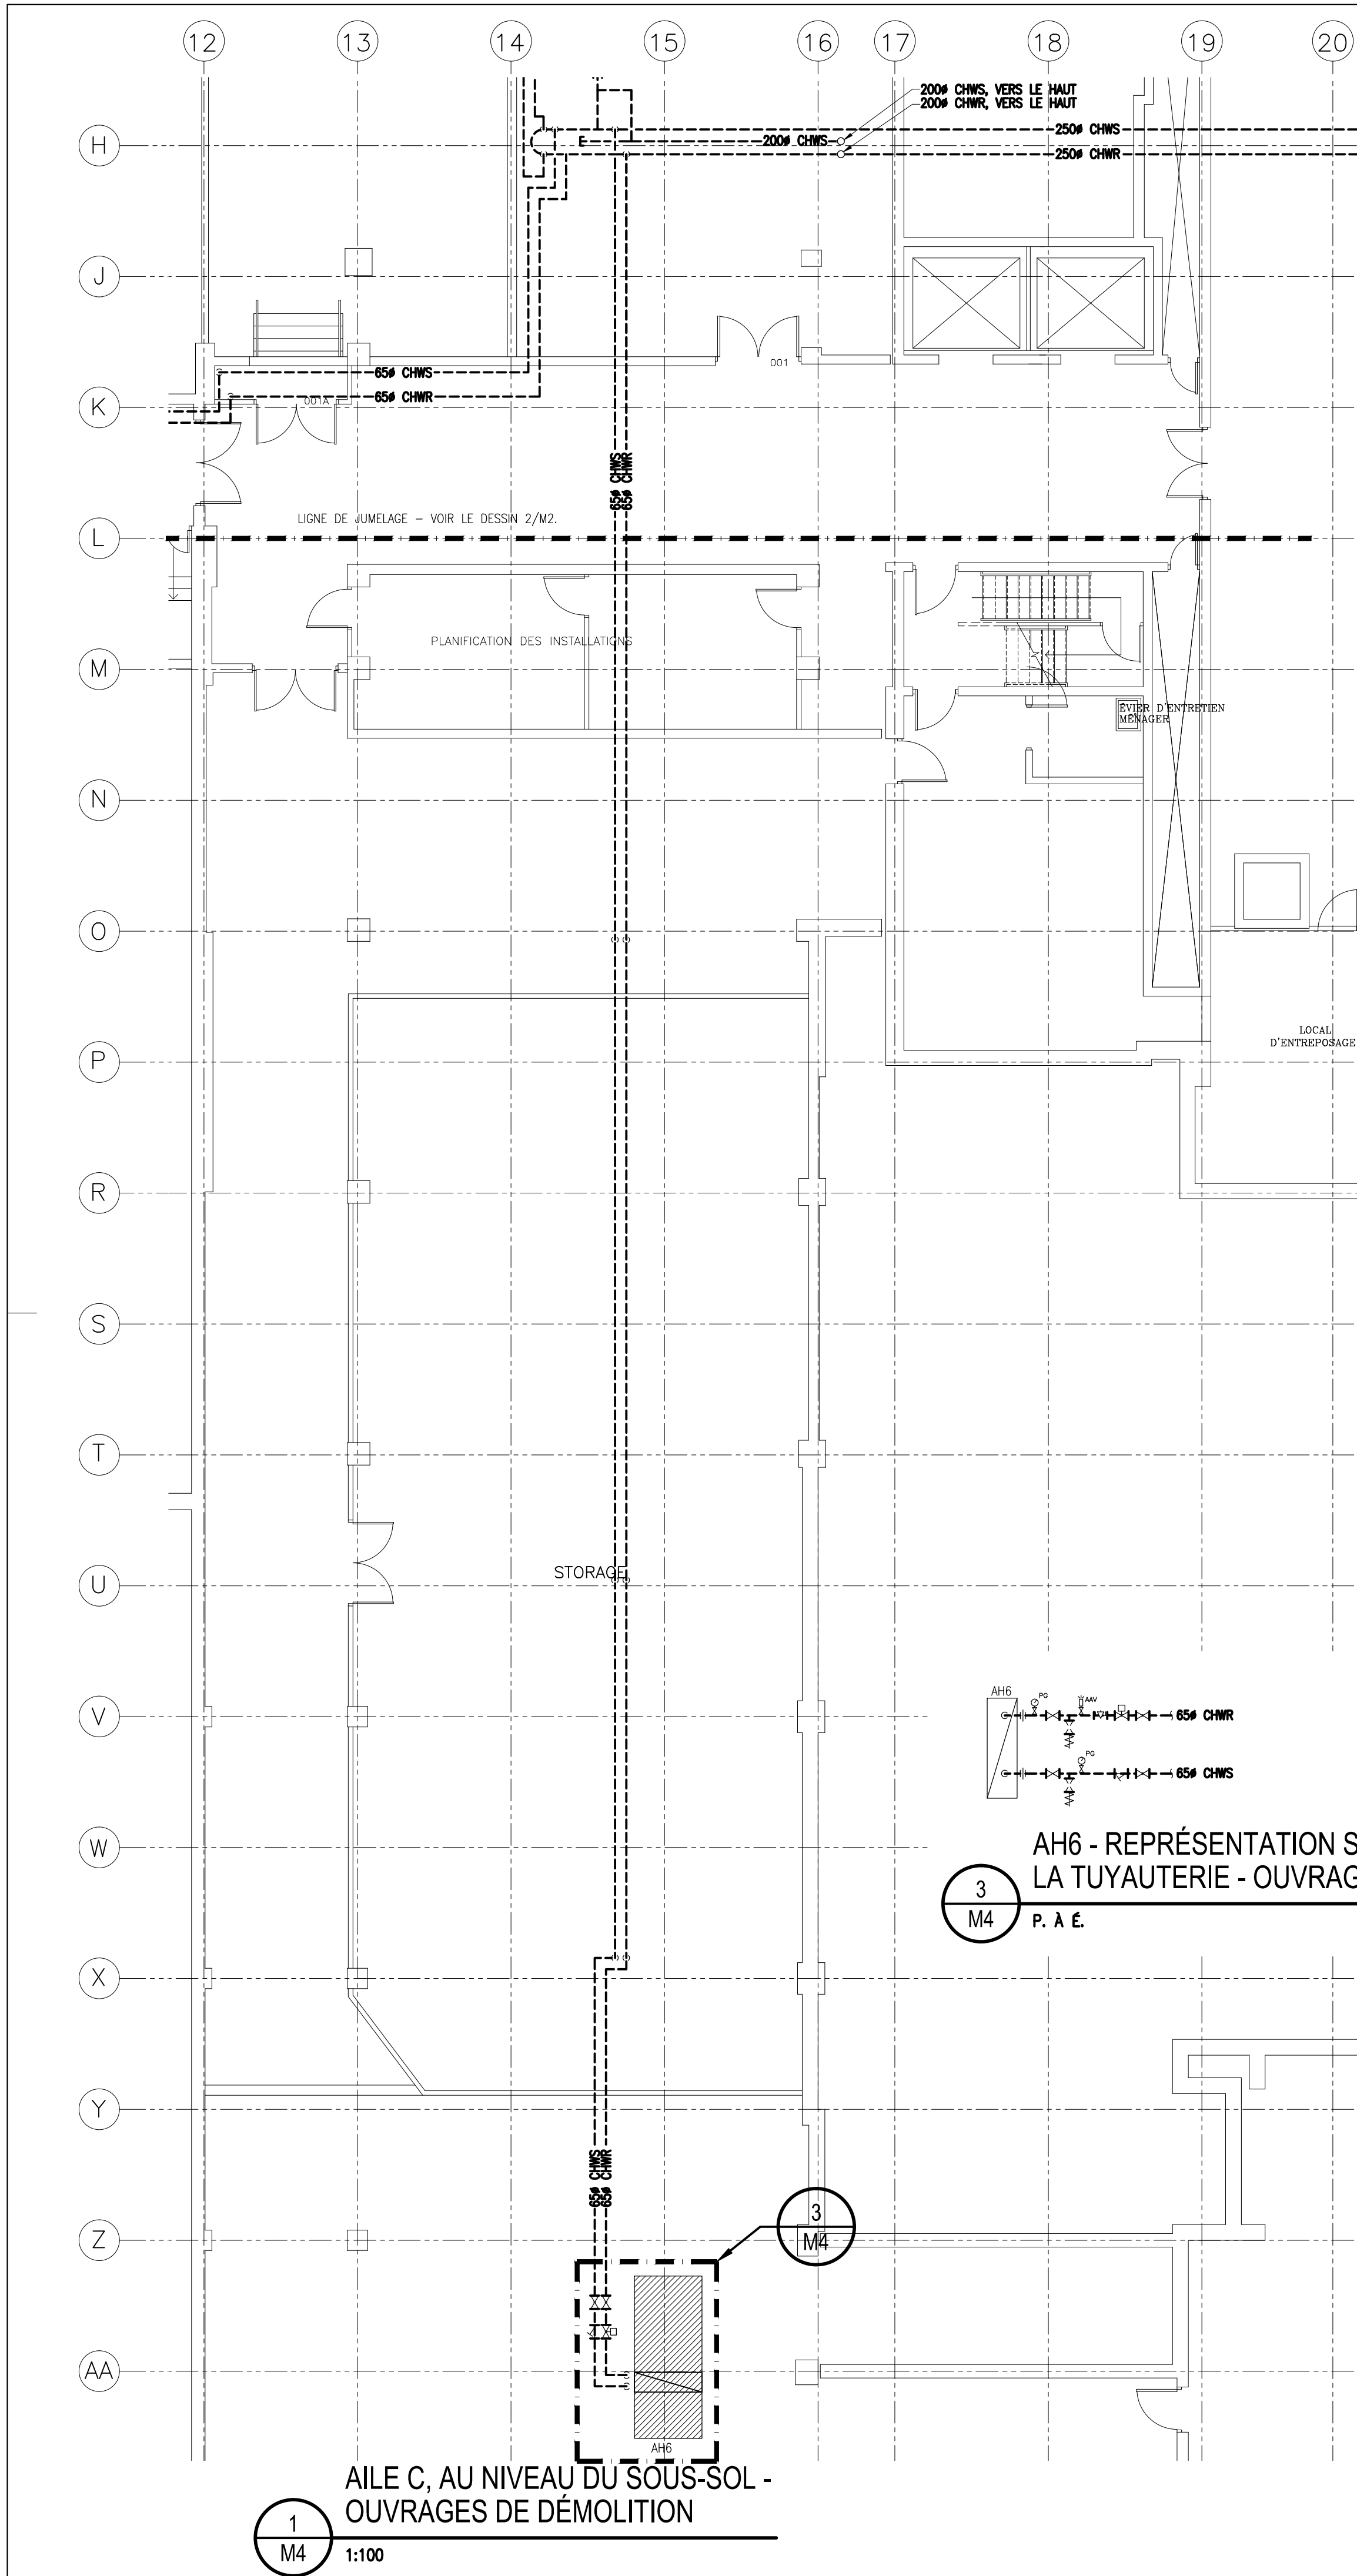 12
13
14
15
16
17
18
19
20
200ø CHWS, VERS LE HAUT
200ø CHWR, VERS LE HAUT
250ø CHWS
H
E
200ø CHWS
250ø CHWR
J
001
65ø CHWS
65ø CHWR
001A
K
65ø CHWS
65ø CHWR
LIGNE DE JUMELAGE – VOIR LE DESSIN 2/M2.
L
PLANIFICATION DES INSTALLATIONS
M
ÉVIER D'ENTRETIEN
MÉNAGER
N
O
LOCAL
D'ENTREPOSAGE
P
R
S
T
STORAGE
U
AH6
PG
AAV
65ø CHWR
V
PG
65ø CHWS
W
AH6 - REPRÉSENTATION S
LA TUYAUTERIE - OUVRAG
3
M4
P. À É.
X
Y
65ø CHWS
65ø CHWR
3
M4
Z
AA
AH6
AILE C, AU NIVEAU DU SOUS-SOL -
OUVRAGES DE DÉMOLITION
1
M4
1:100